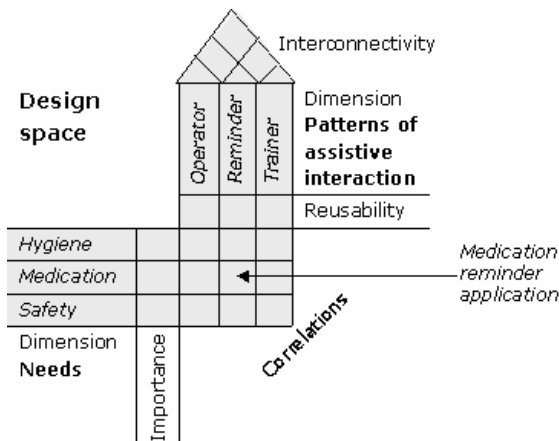 Interconnectivity
Design
space
Operator
Reminder
Trainer
Dimension
Patterns of
assistive
interaction
Reusability
Hygiene
Medication
Safety
Medication
reminder
application
Correlations
Dimension
Needs
Importance